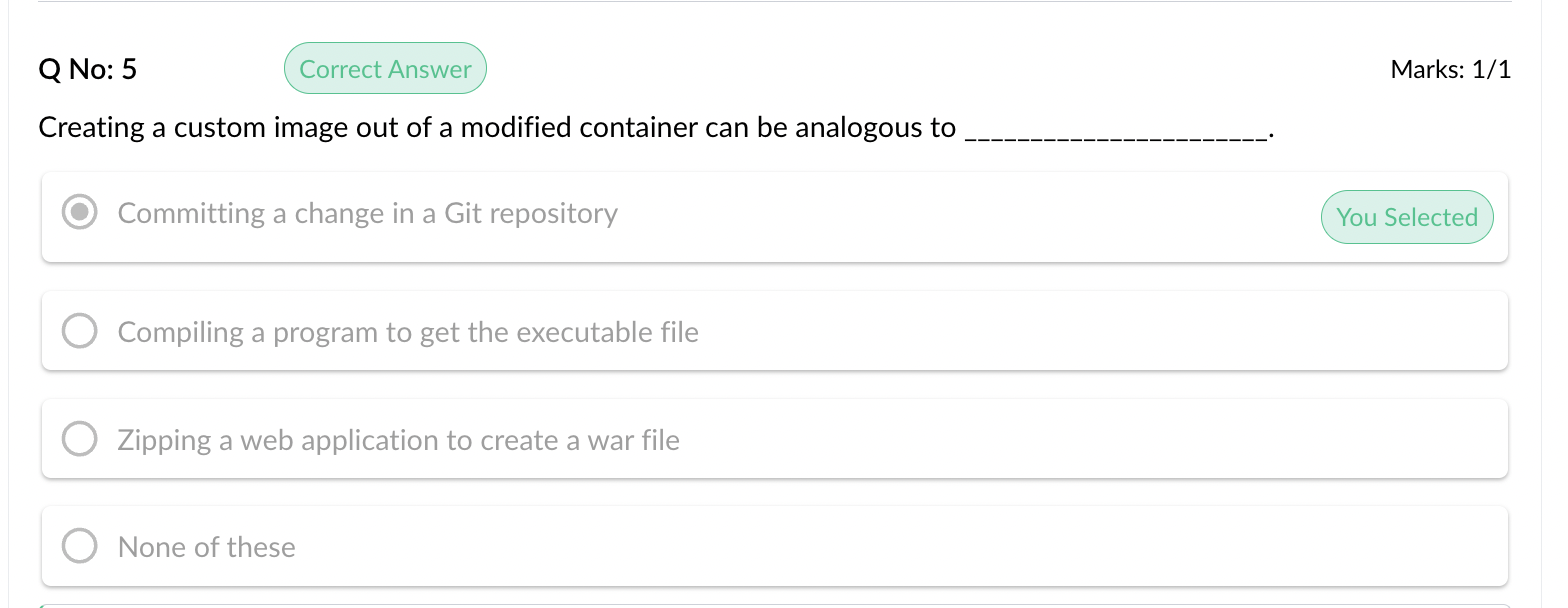 Q No: 5 Correct Answer Marks: 1/1
Creating a custom image out of a modified container can be analogous to _______________________.
Committing a change in a Git repository You Selected
Compiling a program to get the executable file
Zipping a web application to create a war file
None of these